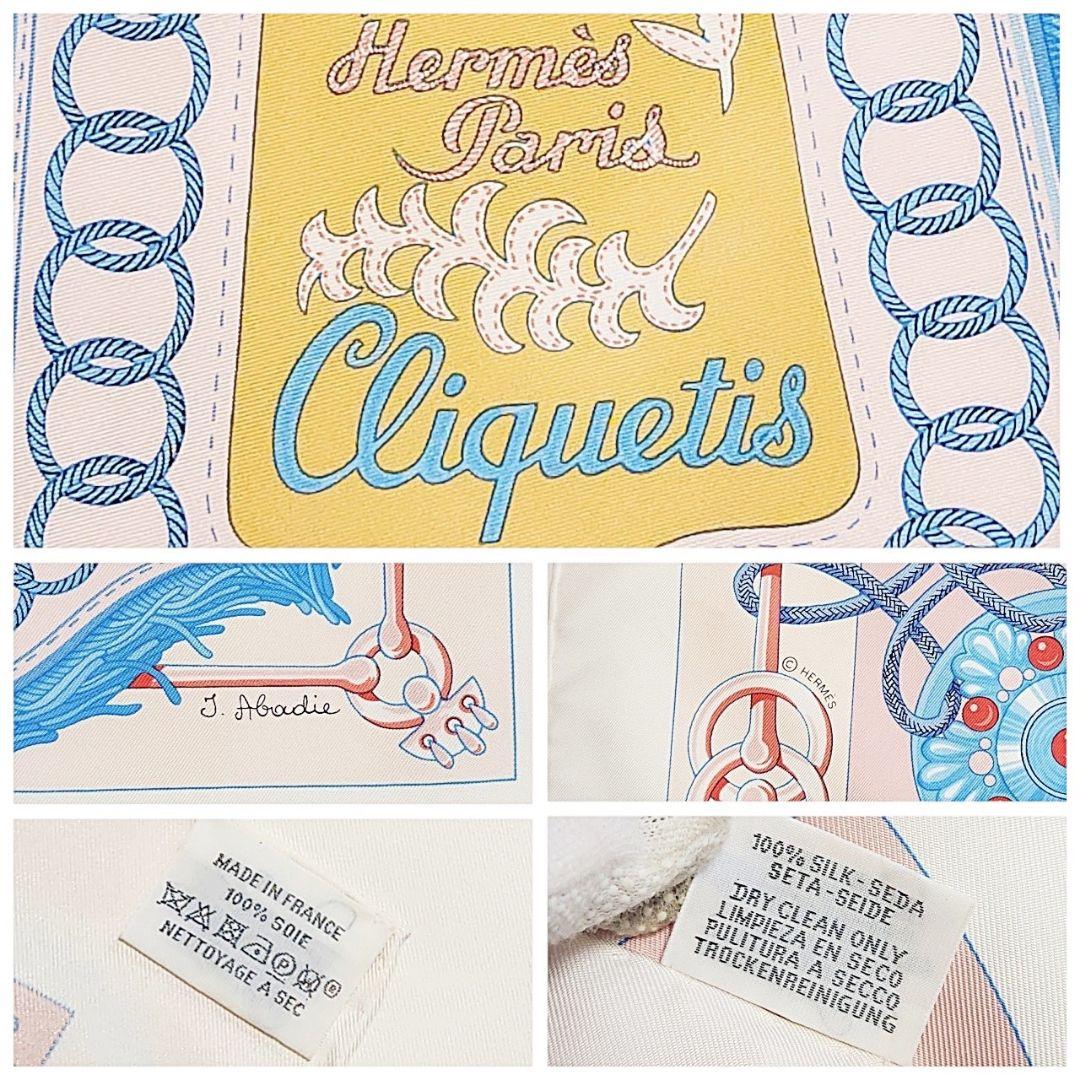 Hermès
Paris
Cliquetis
J. Abadie
© HERMES
MADE IN FRANCE
100% SOIE
NETTOYAGE A SEC
100% SILK - SEDA
SETA - SEIDE
DRY CLEAN ONLY
LIMPIEZA EN SECO
PULITURA A SECCO
TROCKENREINIGUNG